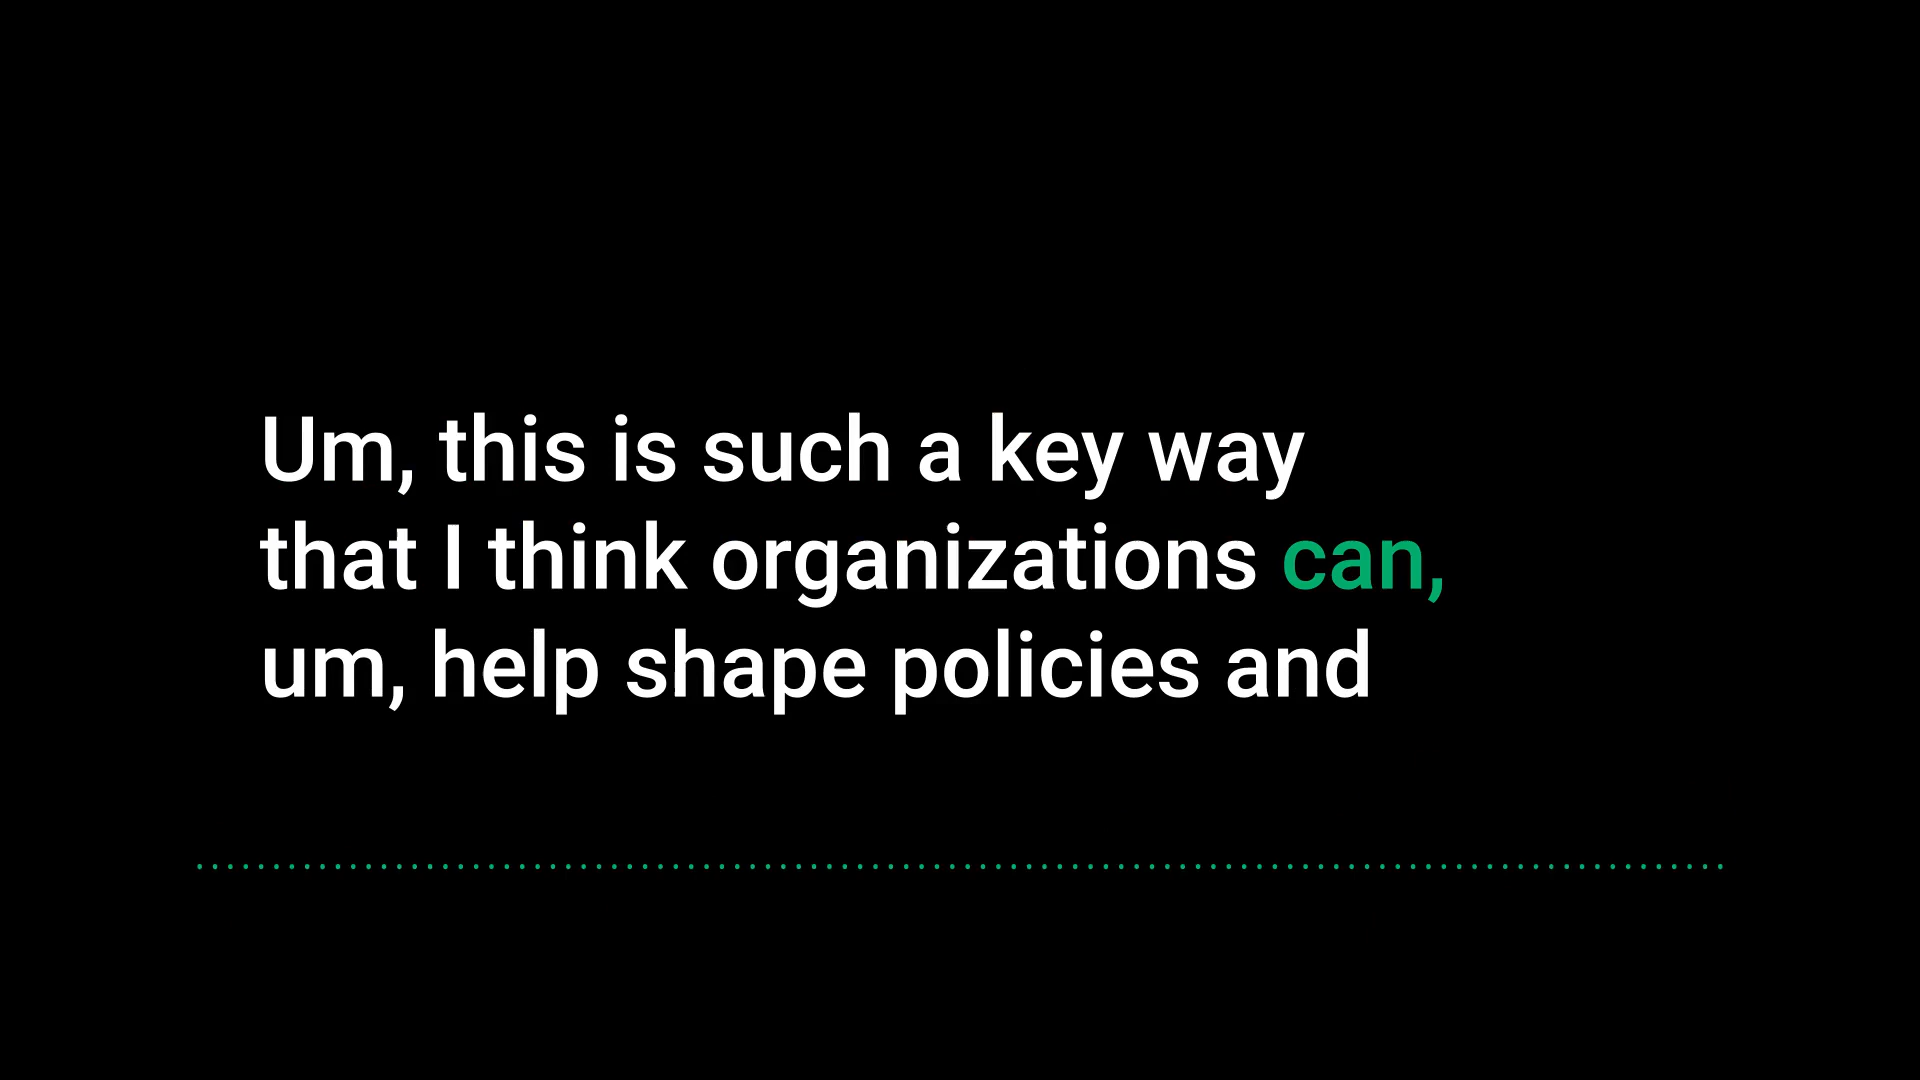 Um, this is such a key way
that I think organizations can,
um, help shape policies and